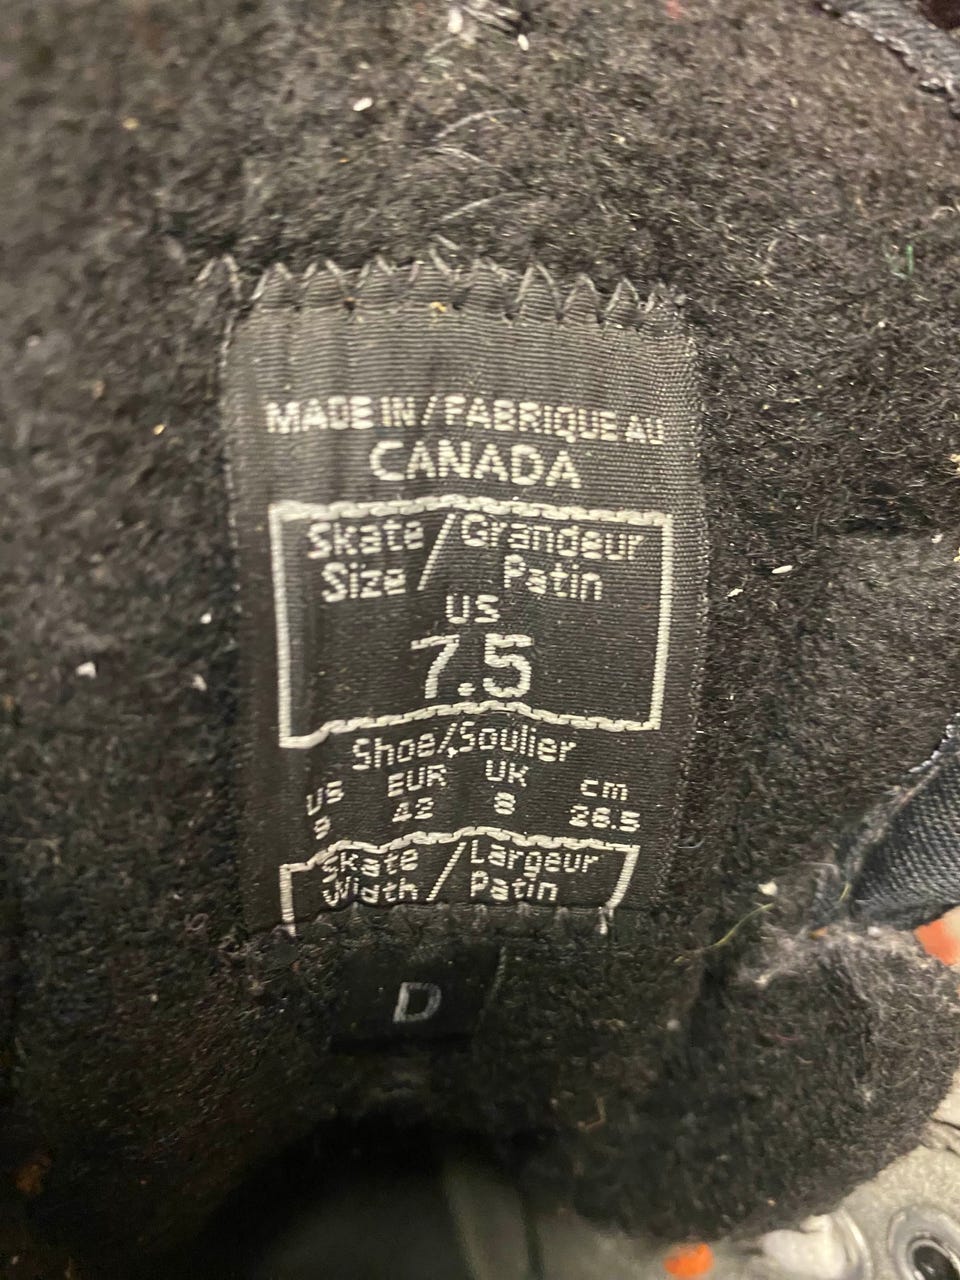 MADE IN / FABRIQUE AU
CANADA
Skate / Grandeur
Size / Patin
US
7.5
Shoe/Soulier
US EUR UK cm
9 42 8 26.5
Skate / Largeur
Width / Patin
D